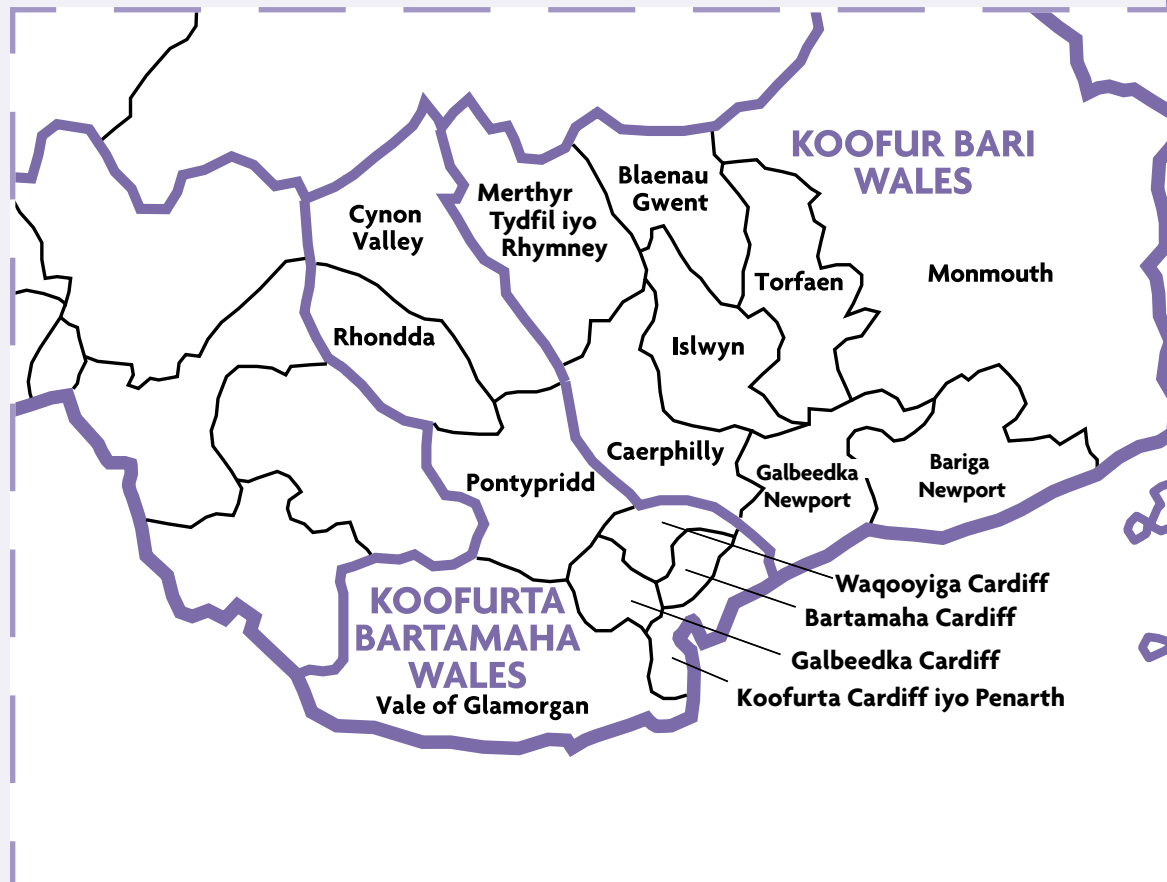 KOOFUR BARI
WALES
Blaenau
Gwent
Merthyr
Tydfil iyo
Rhymney
Cynon
Valley
Torfaen
Monmouth
Rhondda
Islwyn
Caerphilly
Pontypridd
Galbeedka
Newport
Bariga
Newport
Waqooyiga Cardiff
Bartamaha Cardiff
Galbeedka Cardiff
Koofurta Cardiff iyo Penarth
KOOFURTA
BARTAMAHA
WALES
Vale of Glamorgan